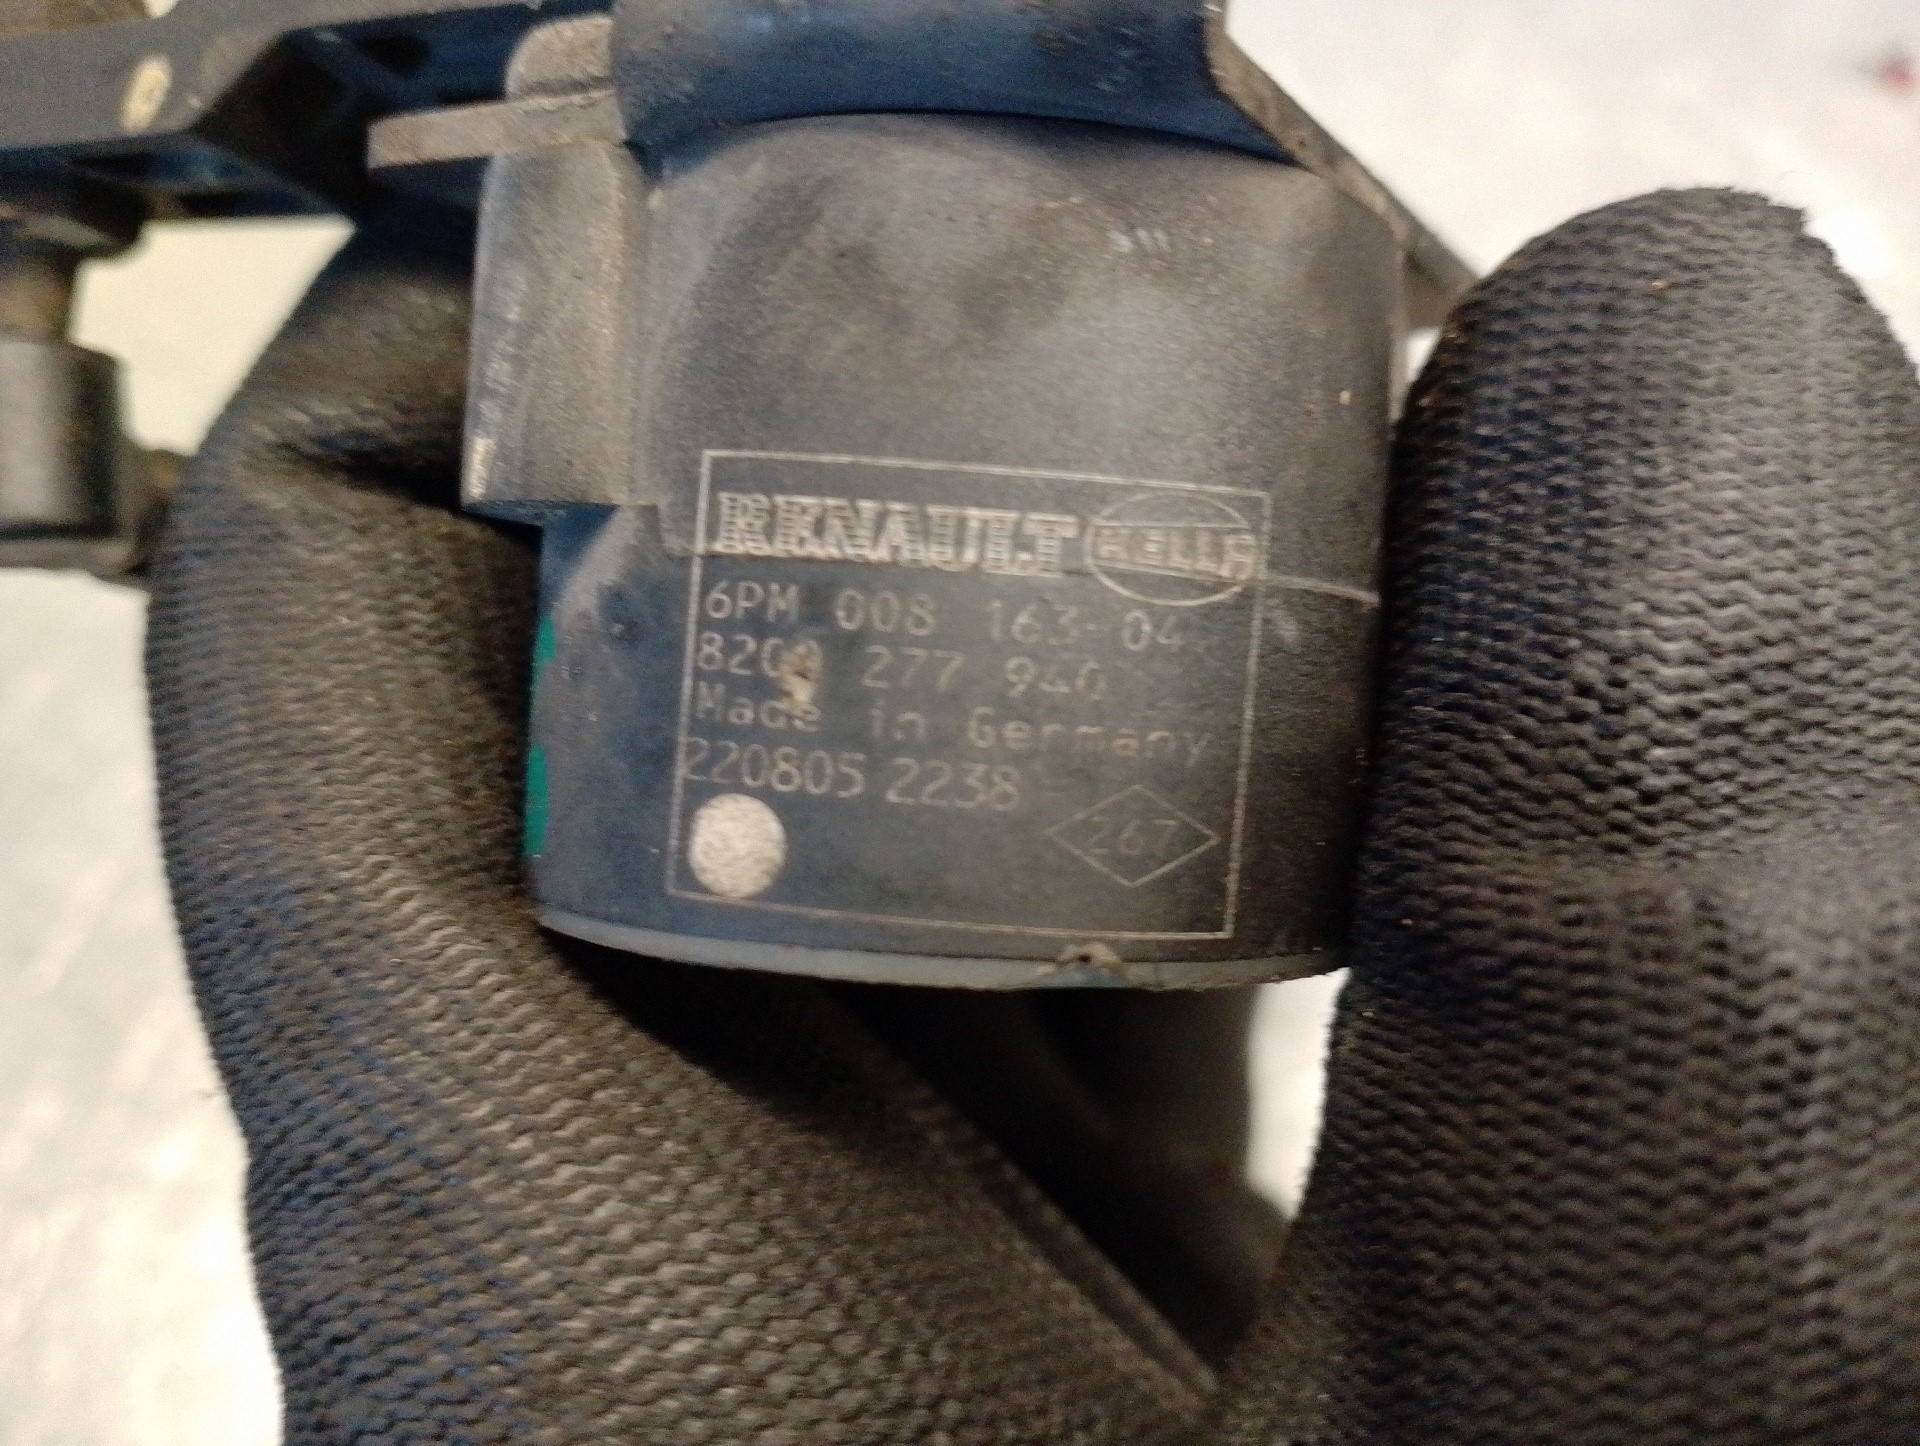 RENAULT HELLA
6PM 008 163-04
8200 277 940
Made in Germany
220805 2238
267